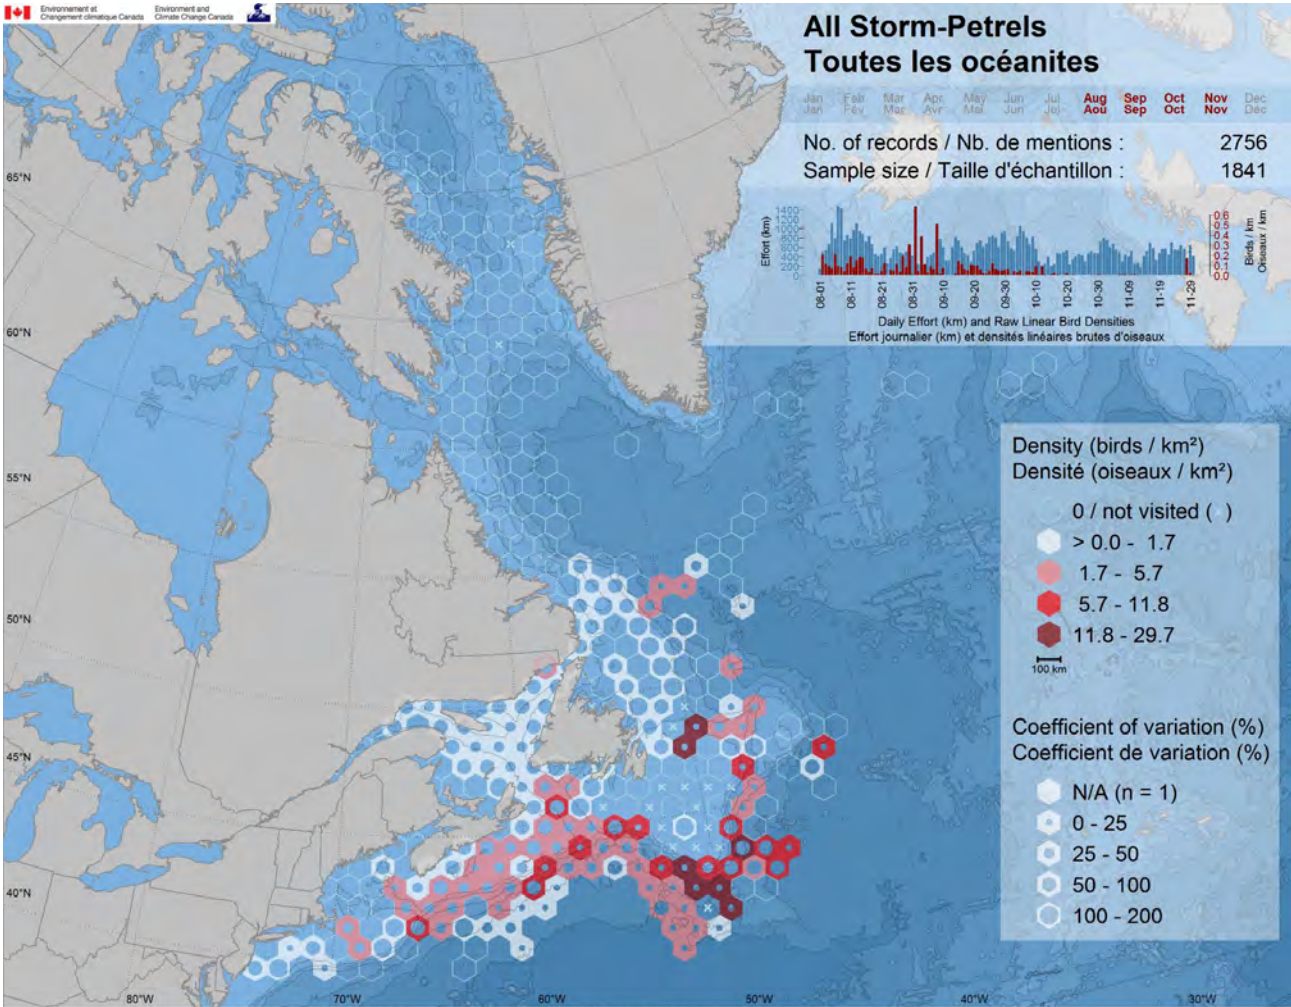 Environnement et Changement climatique Canada
Environment and Climate Change Canada
All Storm-Petrels
Toutes les océanites
Jan Feb Mar Apr May Jun Jul Aug Sep Oct Nov Dec
Jan Fév Mar Avr Mai Jun Jul Aou Sep Oct Nov Déc
No. of records / Nb. de mentions : 2756
Sample size / Taille d'échantillon : 1841
Effort (km)
1400
1200
1000
800
600
400
200
0
0.6
0.5
0.4
0.3
0.2
0.1
0.0
Birds / km
Oiseaux / km
08-01 08-11 08-21 08-31 09-10 09-20 09-30 10-10 10-20 10-30 11-09 11-19 11-29
Daily Effort (km) and Raw Linear Bird Densities
Effort journalier (km) et densités linéaires brutes d'oiseaux
65°N
60°N
55°N
50°N
45°N
40°N
80°W 70°W 60°W 50°W 40°W 30°W
Density (birds / km²)
Densité (oiseaux / km²)
0 / not visited ( )
> 0.0 - 1.7
1.7 - 5.7
5.7 - 11.8
11.8 - 29.7
100 km
Coefficient of variation (%)
Coefficient de variation (%)
N/A (n = 1)
0 - 25
25 - 50
50 - 100
100 - 200